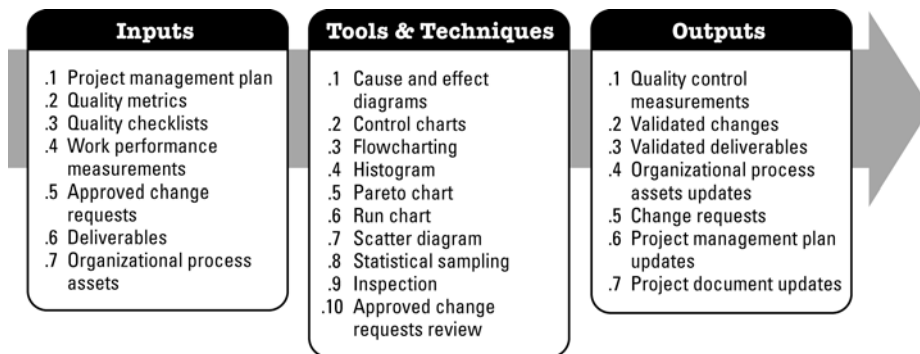 Inputs
.1 Project management plan
.2 Quality metrics
.3 Quality checklists
.4 Work performance
measurements
.5 Approved change
requests
.6 Deliverables
.7 Organizational process
assets
Tools & Techniques
.1 Cause and effect
diagrams
.2 Control charts
.3 Flowcharting
.4 Histogram
.5 Pareto chart
.6 Run chart
.7 Scatter diagram
.8 Statistical sampling
.9 Inspection
.10 Approved change
requests review
Outputs
.1 Quality control
measurements
.2 Validated changes
.3 Validated deliverables
.4 Organizational process
assets updates
.5 Change requests
.6 Project management plan
updates
.7 Project document updates